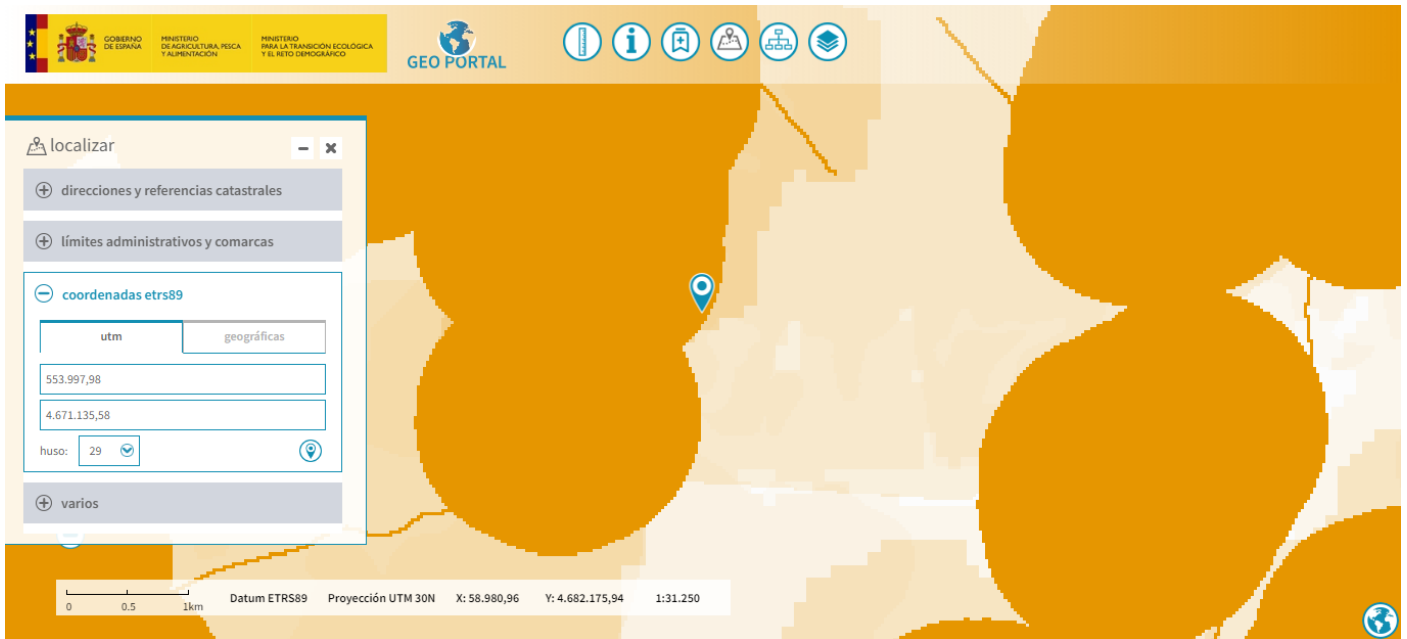 GOBIERNO
DE ESPAÑA
MINISTERIO
DE AGRICULTURA, PESCA
Y ALIMENTACIÓN
MINISTERIO
PARA LA TRANSICIÓN ECOLÓGICA
Y EL RETO DEMOGRÁFICO
GEO PORTAL
localizar
direcciones y referencias catastrales
límites administrativos y comarcas
coordenadas etrs89
utm geográficas
553.997,98
4.671.135,58
huso: 29
varios
0 0.5 1km Datum ETRS89 Proyección UTM 30N X: 58.980,96 Y: 4.682.175,94 1:31.250